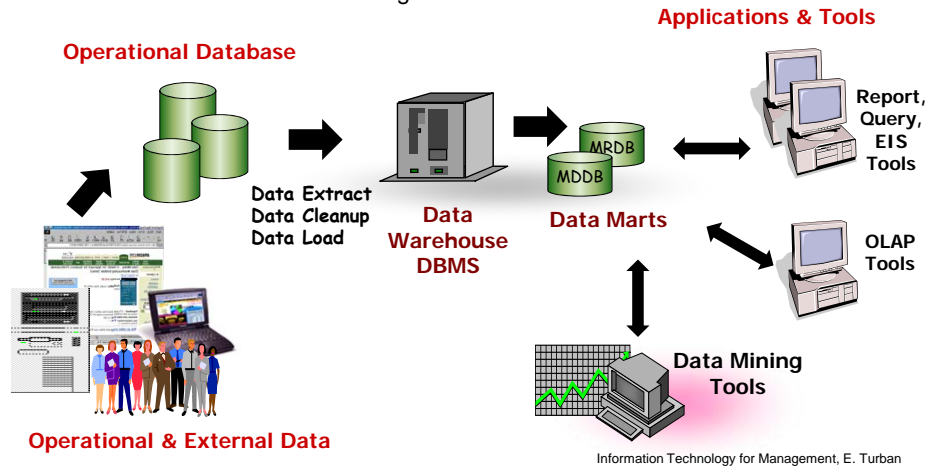 Applications & Tools
Operational Database
Report,
Query,
EIS
Tools
MRDB
MDDB
Data Extract
Data Cleanup
Data Load
Data
Warehouse
DBMS
Data Marts
OLAP
Tools
Data Mining
Tools
Operational & External Data
Information Technology for Management, E. Turban